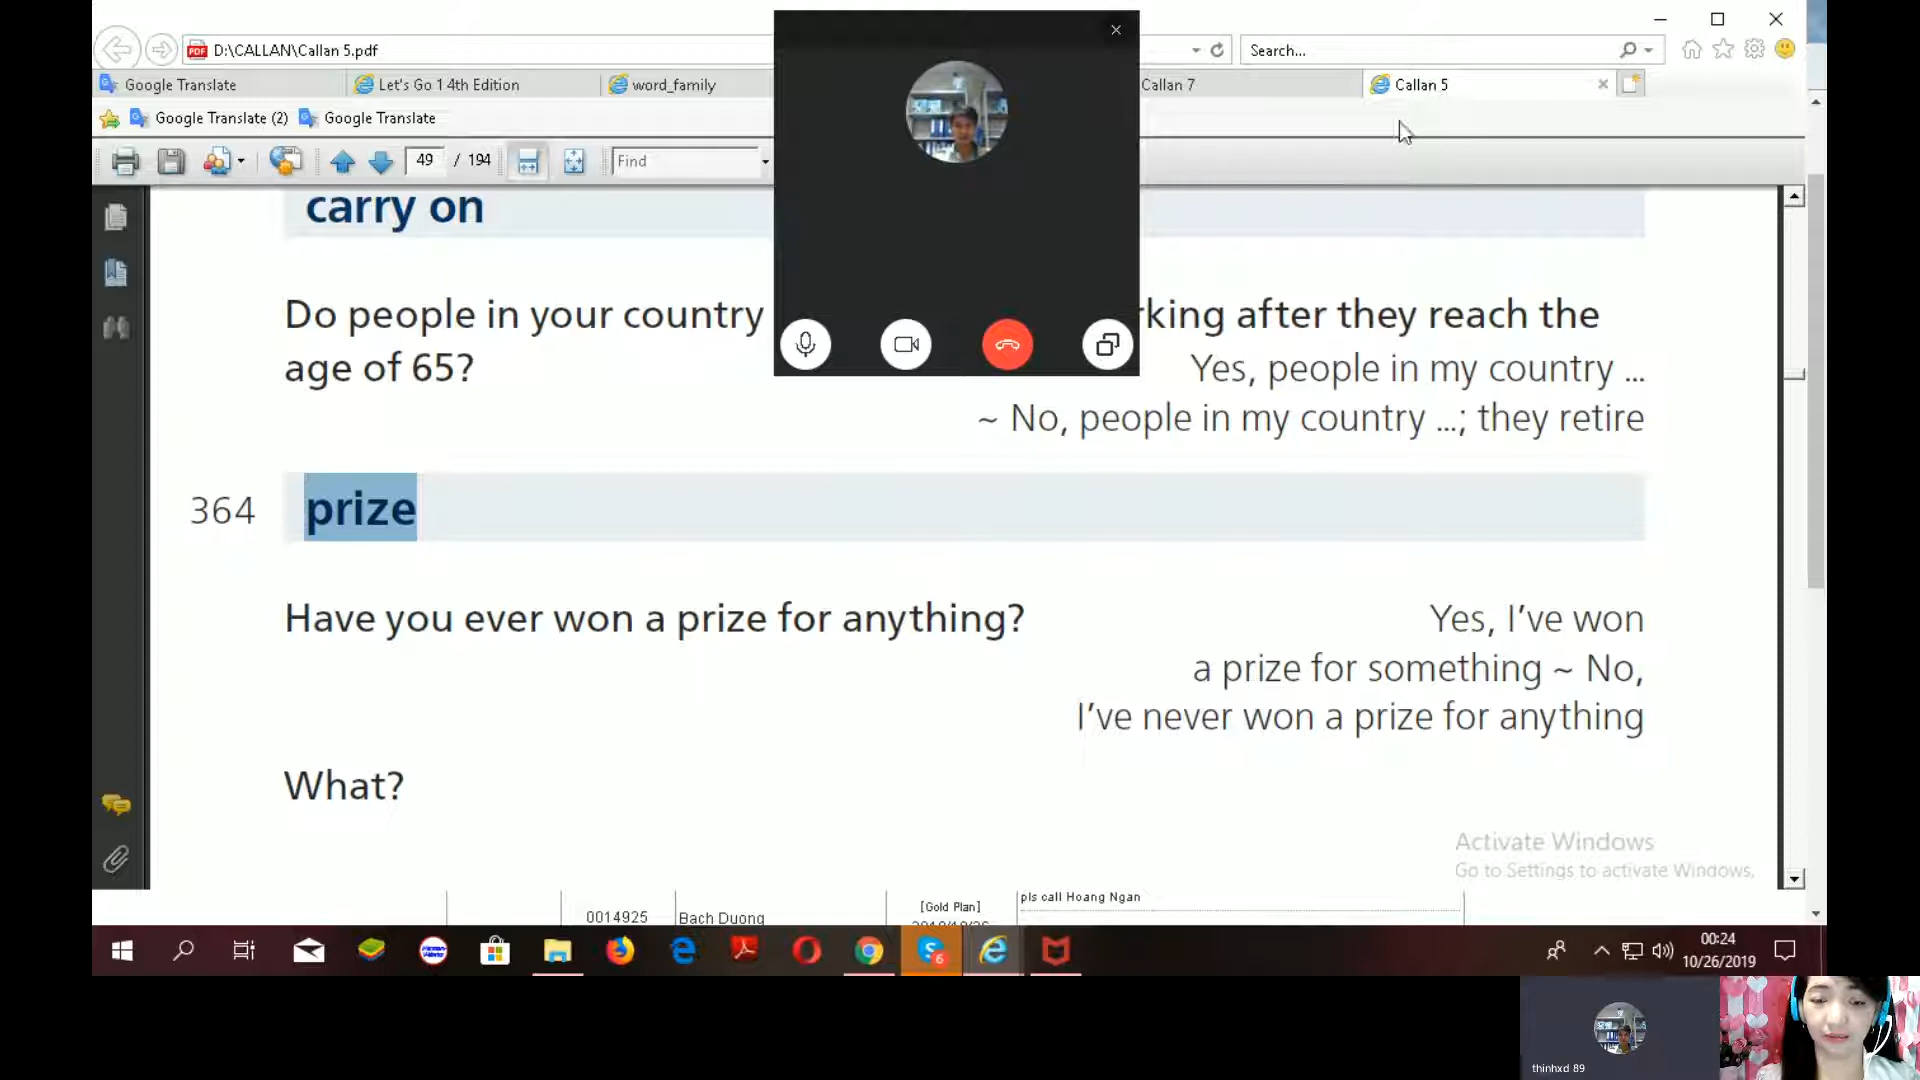 D:\CALLAN\Callan 5.pdf
Search...
Google Translate
Let's Go 1 4th Edition
word_family
Callan 7
Callan 5
Google Translate (2)
Google Translate
49 / 194
Find
carry on
Do people in your country
rking after they reach the
age of 65?
Yes, people in my country ...
~ No, people in my country ...; they retire
364
prize
Have you ever won a prize for anything?
Yes, I've won
a prize for something ~ No,
I've never won a prize for anything
What?
Activate Windows
Go to Settings to activate Windows.
pls call Hoang Ngan
0014925
Bach Duong
[Gold Plan]
6
00:24
10/26/2019
thinhxd 89